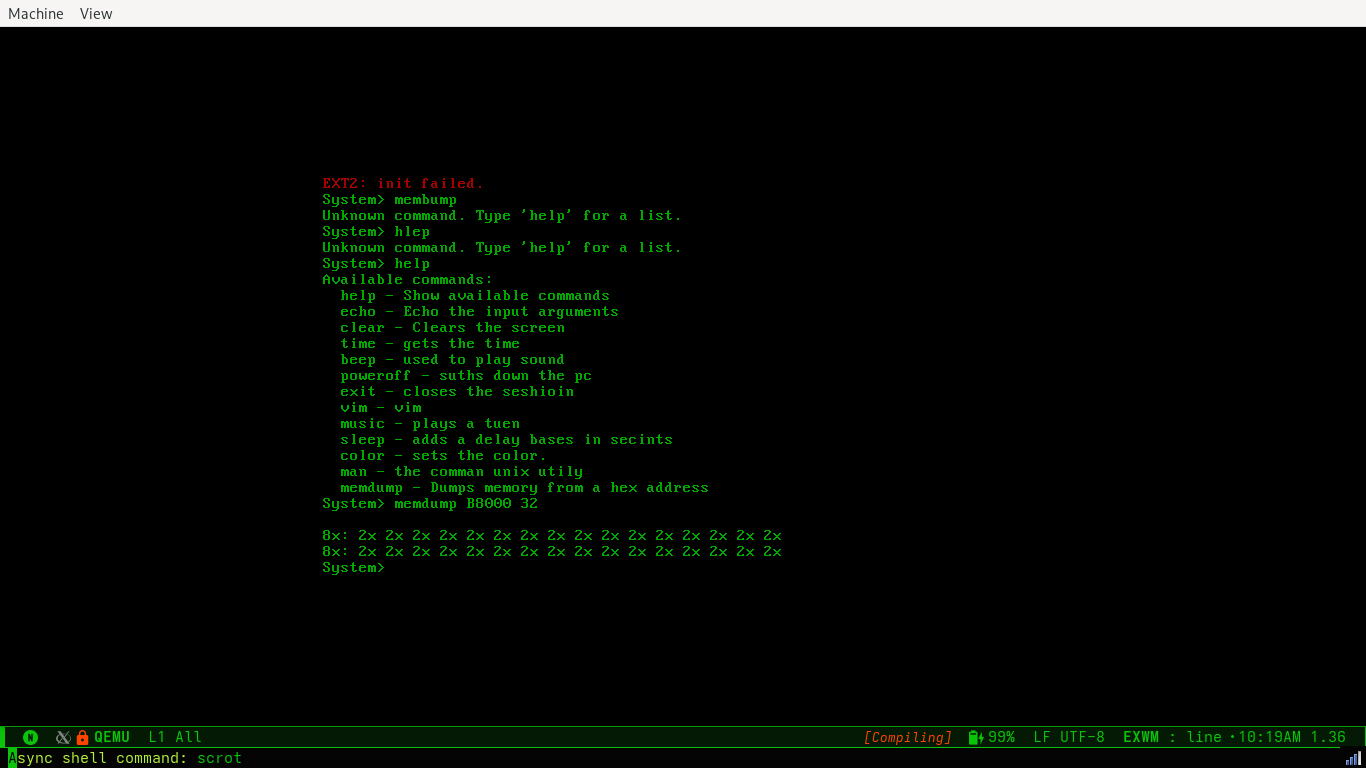 Machine View
EXT2: init failed.
System> membump
Unknown command. Type 'help' for a list.
System> hlep
Unknown command. Type 'help' for a list.
System> help
Available commands:
help - Show available commands
echo - Echo the input arguments
clear - Clears the screen
time - gets the time
beep - used to play sound
poweroff - suths down the pc
exit - closes the seshioin
vim - vim
music - plays a tuen
sleep - adds a delay bases in secints
color - sets the color.
man - the comman unix utily
memdump - Dumps memory from a hex address
System> memdump B8000 32
8x: 2x 2x 2x 2x 2x 2x 2x 2x 2x 2x 2x 2x 2x 2x 2x 2x
8x: 2x 2x 2x 2x 2x 2x 2x 2x 2x 2x 2x 2x 2x 2x 2x 2x
System>
N QEMU L1 All [Compiling] 99% LF UTF-8 EXWM : line ·10:19AM 1.36
Async shell command: scrot